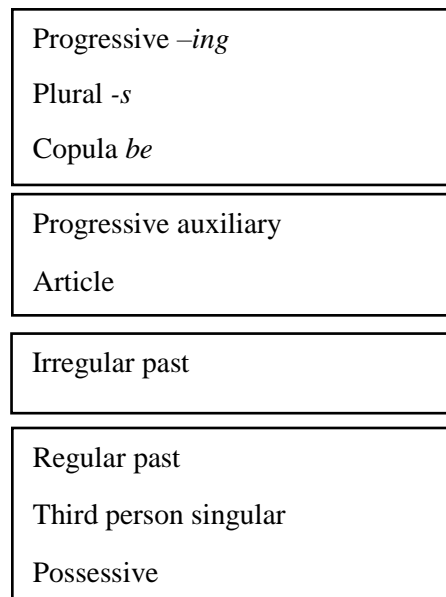 Progressive –ing
Plural -s
Copula be
Progressive auxiliary
Article
Irregular past
Regular past
Third person singular
Possessive